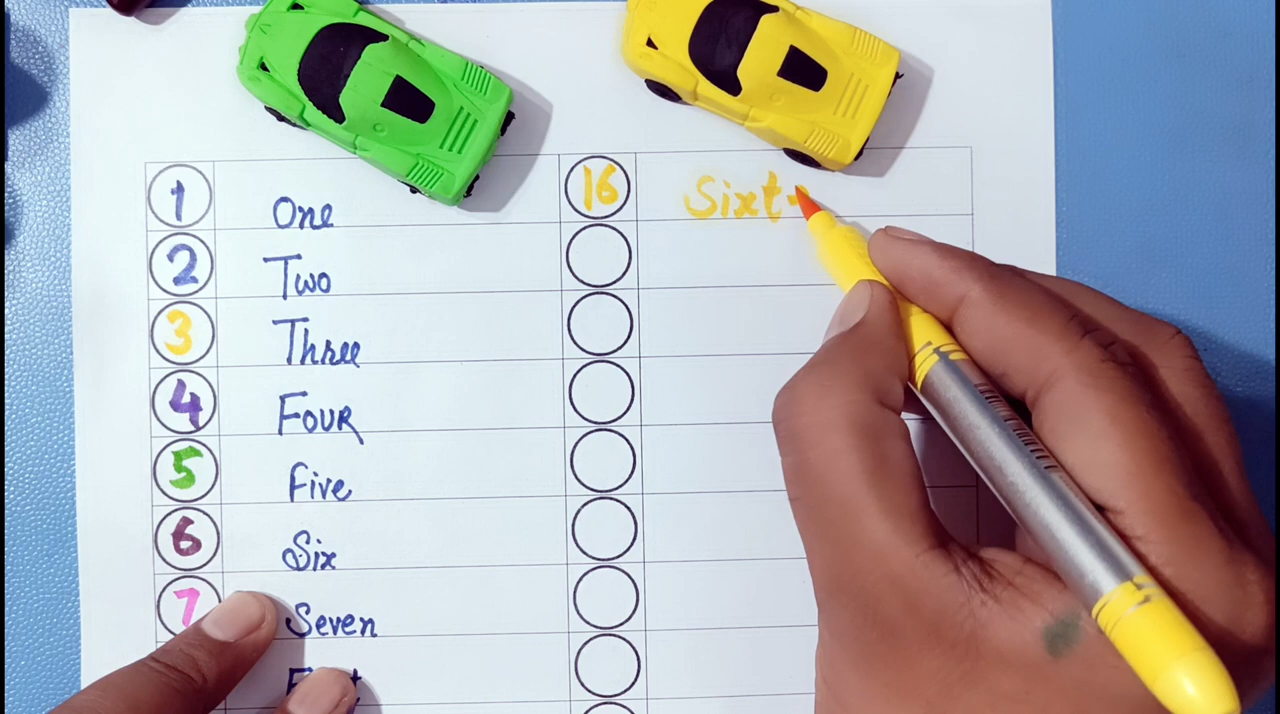 1 One 16 Sixt
2 Two
3 Three
4 FOUR
5 Five
6 Six
7 Seven